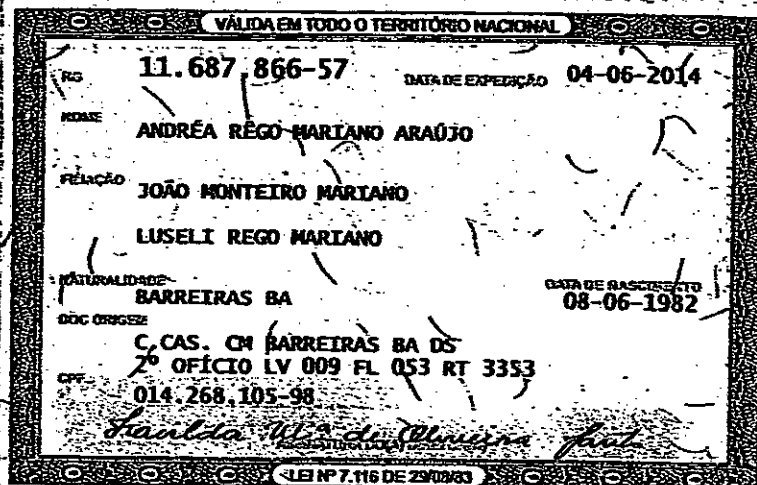 VÁLIDA EM TODO O TERRITÓRIO NACIONAL
RG 11.687.866-57 DATA DE EXPEDIÇÃO 04-06-2014
NOME ANDRÉA RÊGO MARIANO ARAÚJO
FILIAÇÃO JOÃO MONTEIRO MARIANO
LUSELI REGO MARIANO
NATURALIDADE DATA DE NASCIMENTO
BARREIRAS BA 08-06-1982
DOC ORIGEM C.CAS. CM BARREIRAS BA DS
2º OFÍCIO LV 009 FL 053 RT 3353
CPF 014.268.105-98
LEI Nº 7.116 DE 29/08/83